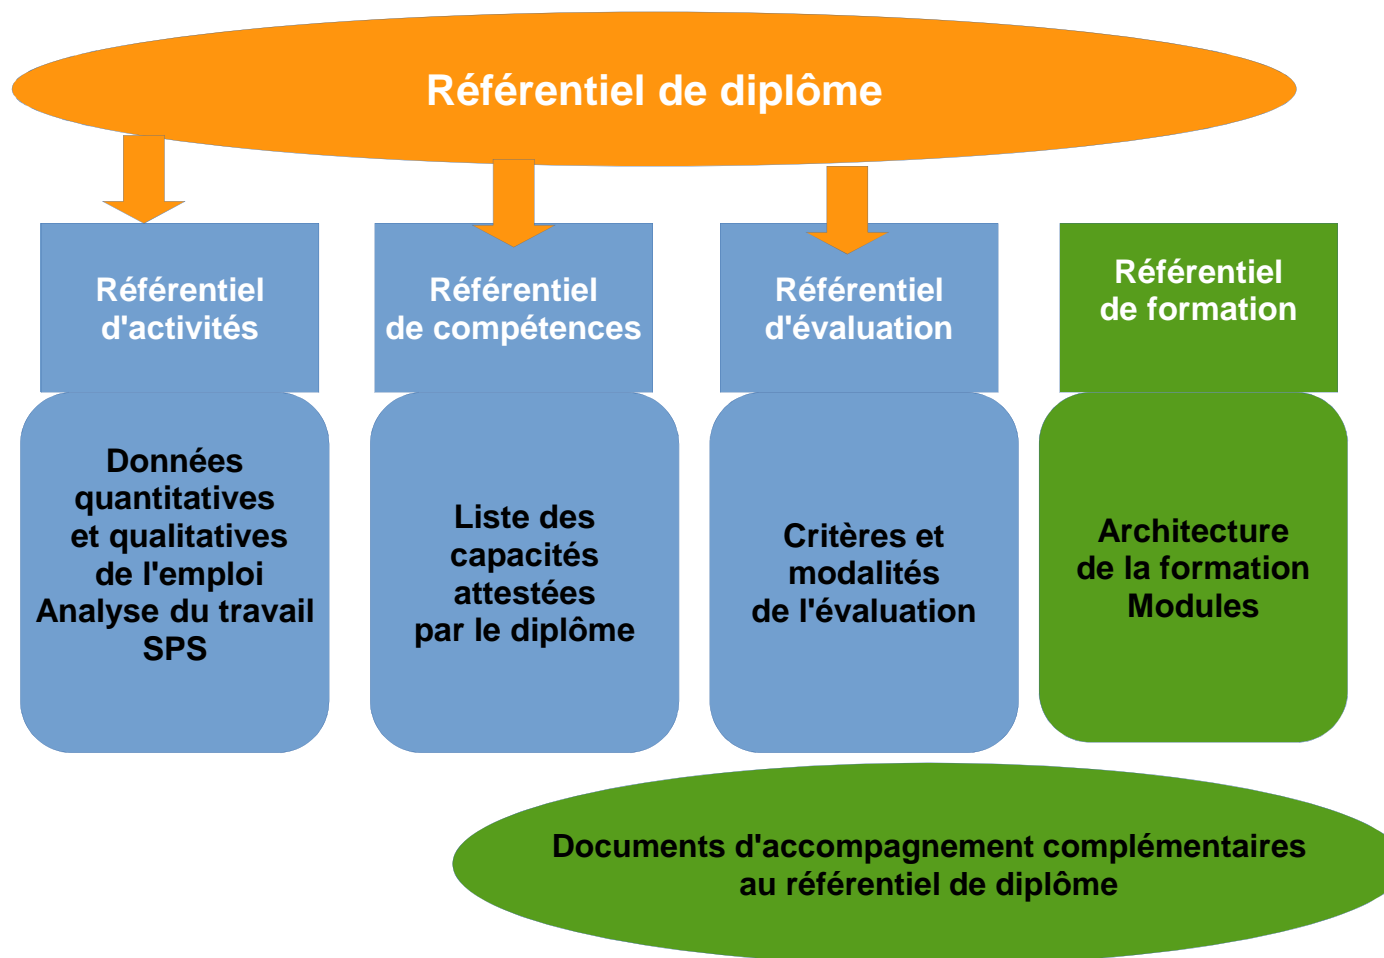 Référentiel de diplôme
Référentiel
d'activités
Référentiel
de compétences
Référentiel
d'évaluation
Référentiel
de formation
Données
quantitatives
et qualitatives
de l'emploi
Analyse du travail
SPS
Liste des
capacités
attestées
par le diplôme
Critères et
modalités
de l'évaluation
Architecture
de la formation
Modules
Documents d'accompagnement complémentaires
au référentiel de diplôme